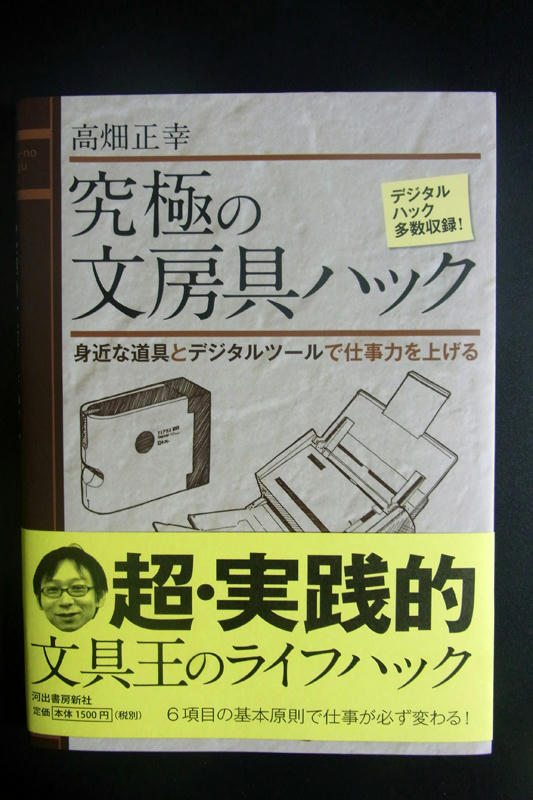 高畑正幸
究極の
文房具ハック
デジタル
ハック
多数収録!
身近な道具とデジタルツールで仕事力を上げる
超・実践的
文具王のライフハック
河出書房新社
定価 本体1500円 (税別)
6項目の基本原則で仕事が必ず変わる!